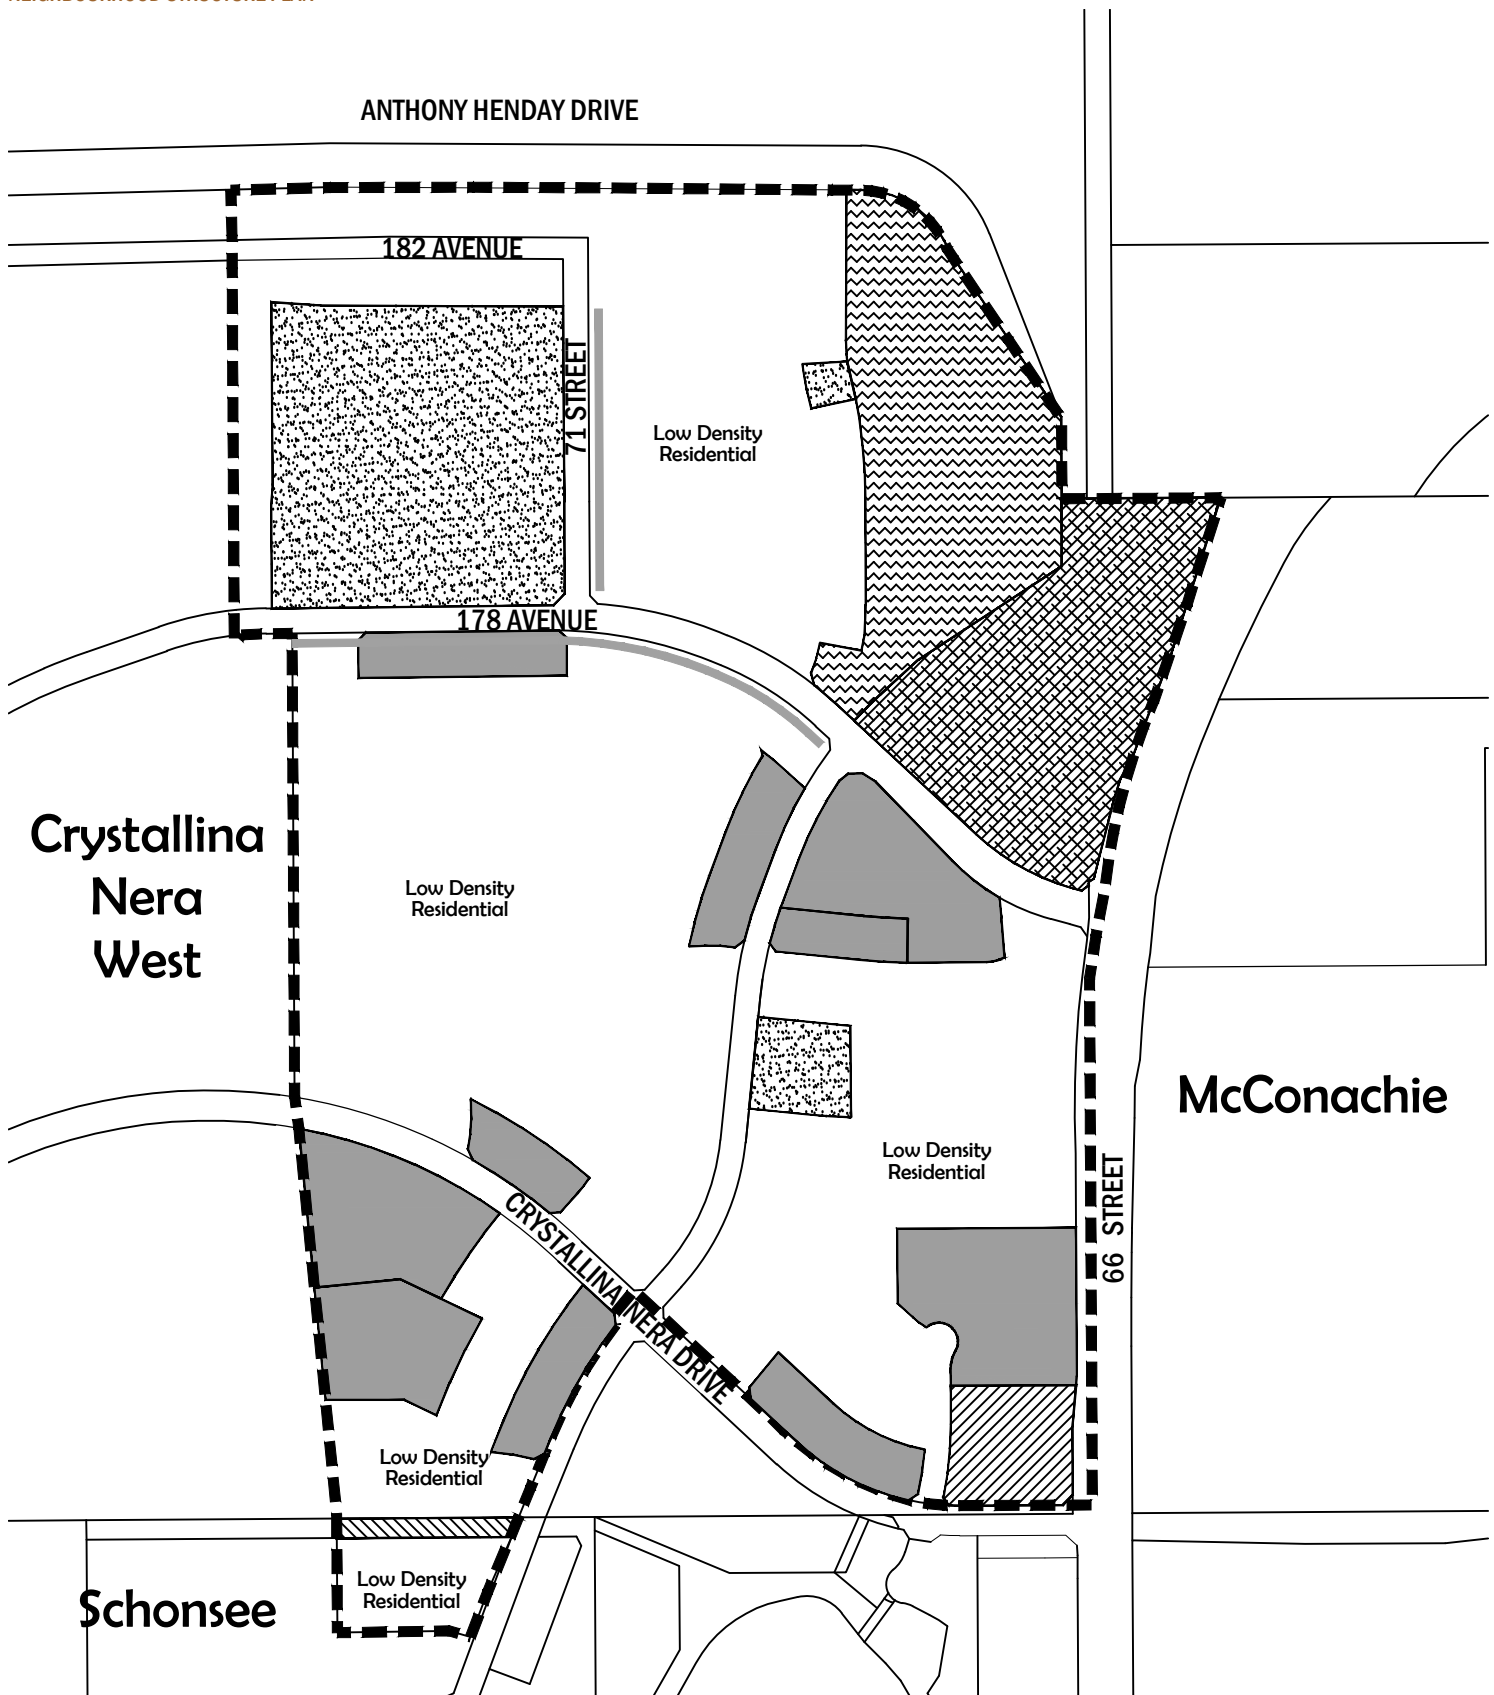 ANTHONY HENDAY DRIVE
182 AVENUE
71 STREET
Low Density
Residential
178 AVENUE
Crystallina
Nera
West
Low Density
Residential
McConachie
Low Density
Residential
66 STREET
CRYSTALLINA NERA DRIVE
Low Density
Residential
Low Density
Residential
Schonsee